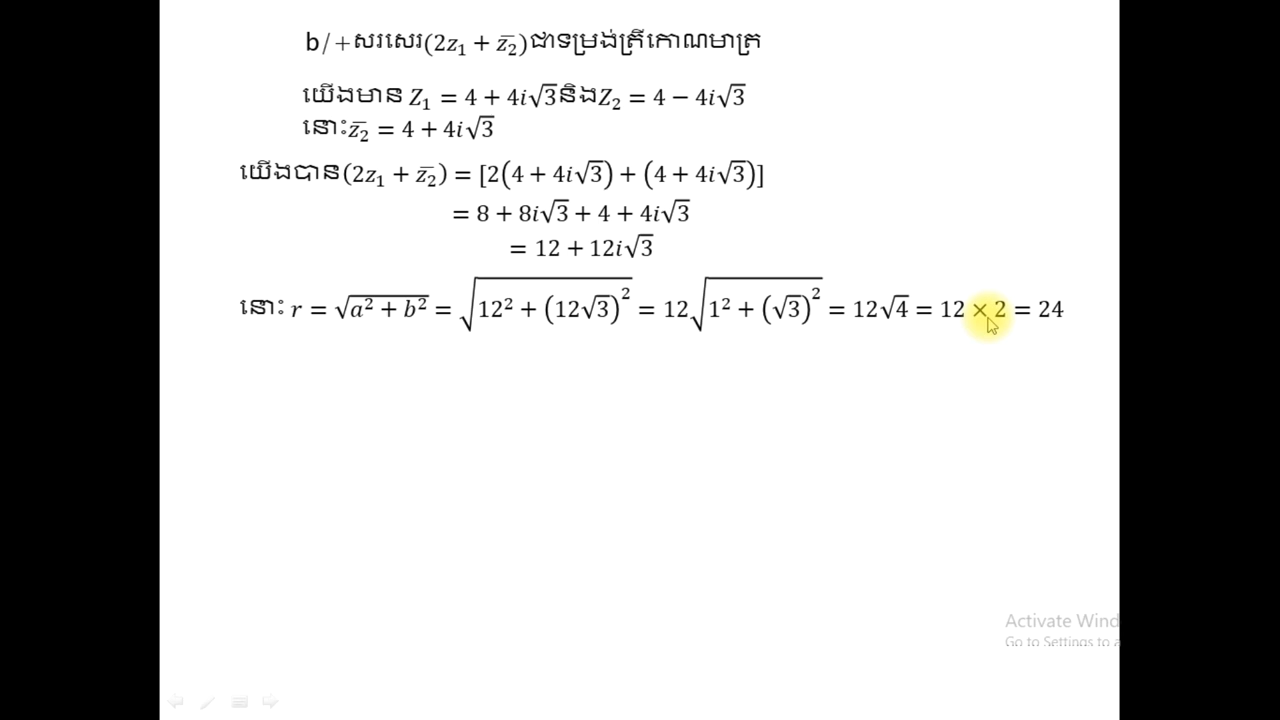 b/+សរសេរ(2z₁ + z̅₂)ជាទម្រង់ត្រីកោណមាត្រ
យើងមាន Z₁ = 4 + 4i√3និងZ₂ = 4 − 4i√3
នោះz̅₂ = 4 + 4i√3
យើងបាន(2z₁ + z̅₂) = [2(4 + 4i√3) + (4 + 4i√3)]
= 8 + 8i√3 + 4 + 4i√3
= 12 + 12i√3
នោះ r = √(a² + b²) = √(12² + (12√3)²) = 12√(1² + (√3)²) = 12√4 = 12 × 2 = 24
Activate Wind
Go to Settings to a